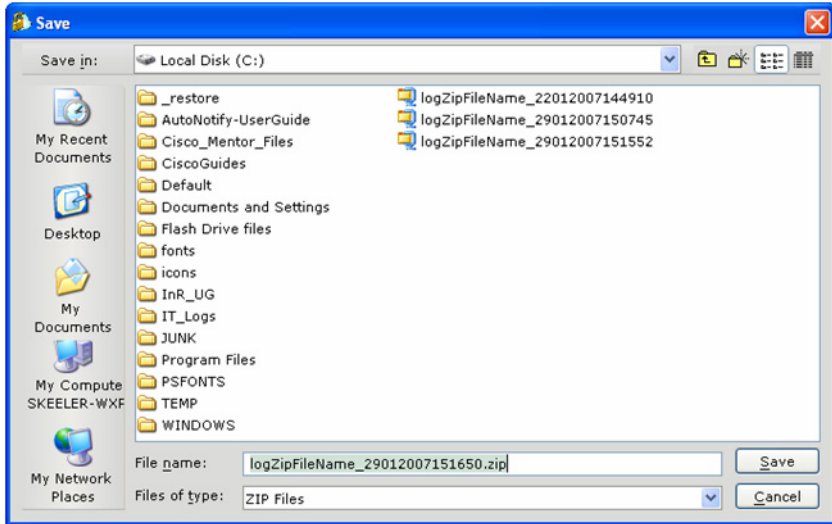 Save
Save in:
Local Disk (C:)
My Recent
Documents
Desktop
My
Documents
My Compute
SKEELER-WXP
My Network
Places
_restore
AutoNotify-UserGuide
Cisco_Mentor_Files
CiscoGuides
Default
Documents and Settings
Flash Drive files
fonts
icons
InR_UG
IT_Logs
JUNK
Program Files
PSFONTS
TEMP
WINDOWS
logZipFileName_22012007144910
logZipFileName_29012007150745
logZipFileName_29012007151552
File name:
logZipFileName_29012007151650.zip
Save
Files of type:
ZIP Files
Cancel